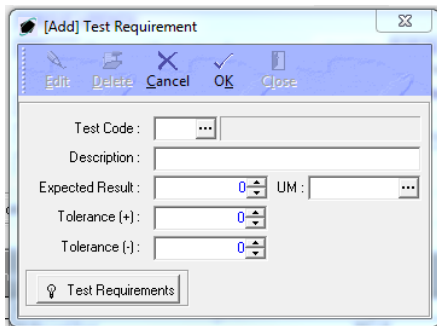 [Add] Test Requirement
Edit Delete Cancel OK Close
Test Code :
Description :
Expected Result : 0 UM :
Tolerance (+) : 0
Tolerance (-) : 0
Test Requirements